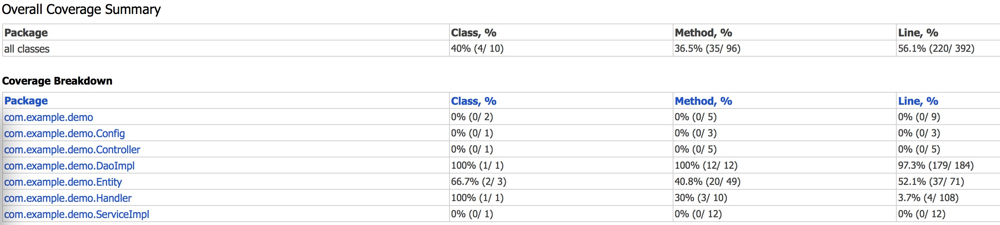 Overall Coverage Summary
Package Class, % Method, % Line, %
all classes 40% (4/ 10) 36.5% (35/ 96) 56.1% (220/ 392)
Coverage Breakdown
Package Class, % Method, % Line, %
com.example.demo 0% (0/ 2) 0% (0/ 5) 0% (0/ 9)
com.example.demo.Config 0% (0/ 1) 0% (0/ 3) 0% (0/ 3)
com.example.demo.Controller 0% (0/ 1) 0% (0/ 5) 0% (0/ 5)
com.example.demo.DaoImpl 100% (1/ 1) 100% (12/ 12) 97.3% (179/ 184)
com.example.demo.Entity 66.7% (2/ 3) 40.8% (20/ 49) 52.1% (37/ 71)
com.example.demo.Handler 100% (1/ 1) 30% (3/ 10) 3.7% (4/ 108)
com.example.demo.ServiceImpl 0% (0/ 1) 0% (0/ 12) 0% (0/ 12)